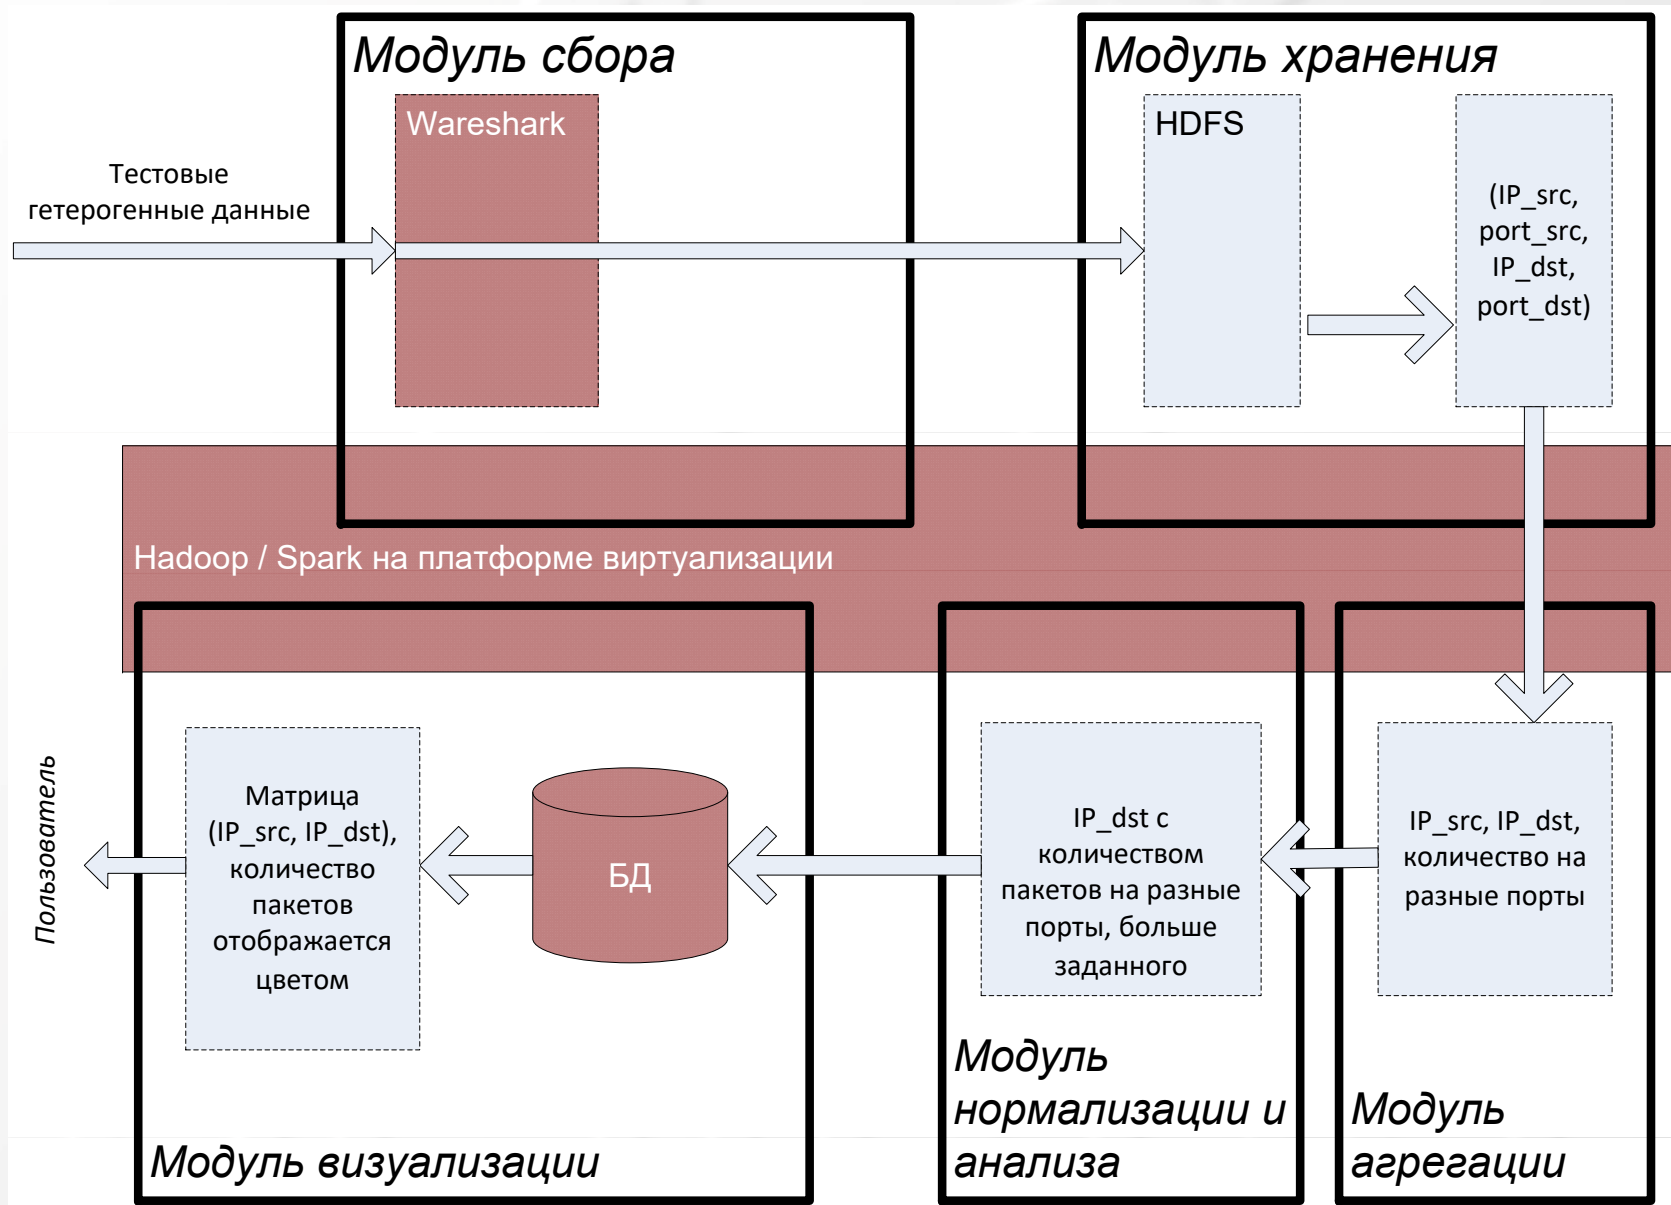 Модуль сбора
Wareshark
Тестовые
гетерогенные данные
Модуль хранения
HDFS
(IP_src,
port_src,
IP_dst,
port_dst)
Hadoop / Spark на платформе виртуализации
Пользователь
Матрица
(IP_src, IP_dst),
количество
пакетов
отображается
цветом
БД
Модуль визуализации
IP_dst с
количеством
пакетов на разные
порты, больше
заданного
Модуль
нормализации и
анализа
IP_src, IP_dst,
количество на
разные порты
Модуль
агрегации